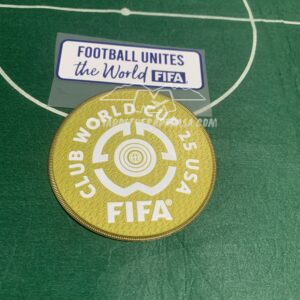 FOOTBALL UNITES
the World FIFA
CLUB WORLD CUP 25 USA
FIFA®